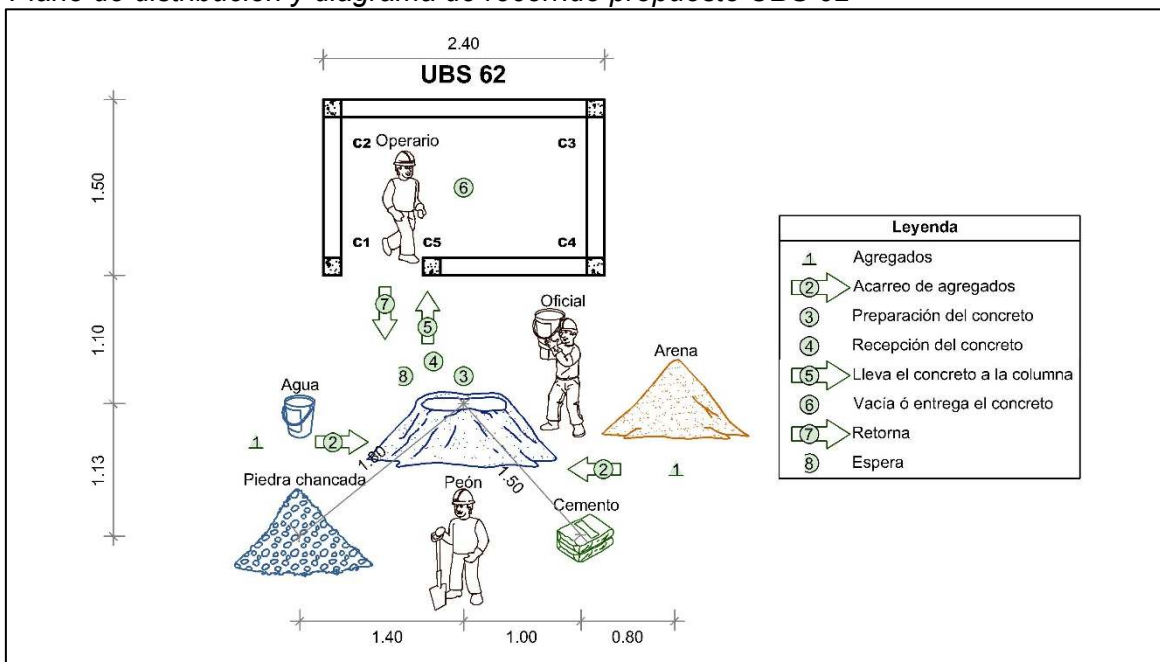 Plano de distribución y diagrama de recorrido propuesto UBS 62
2.40
UBS 62
1.50
C2 Operario
C3
6
C1
C5
C4
1.10
7
5
Oficial
4
8
3
Arena
Agua
1
2
1.80
1.50
2
1
1.13
Piedra chancada
Peón
Cemento
1.40
1.00
0.80
Leyenda
1 Agregados
2 Acarreo de agregados
3 Preparación del concreto
4 Recepción del concreto
5 Lleva el concreto a la columna
6 Vacía ó entrega el concreto
7 Retorna
8 Espera